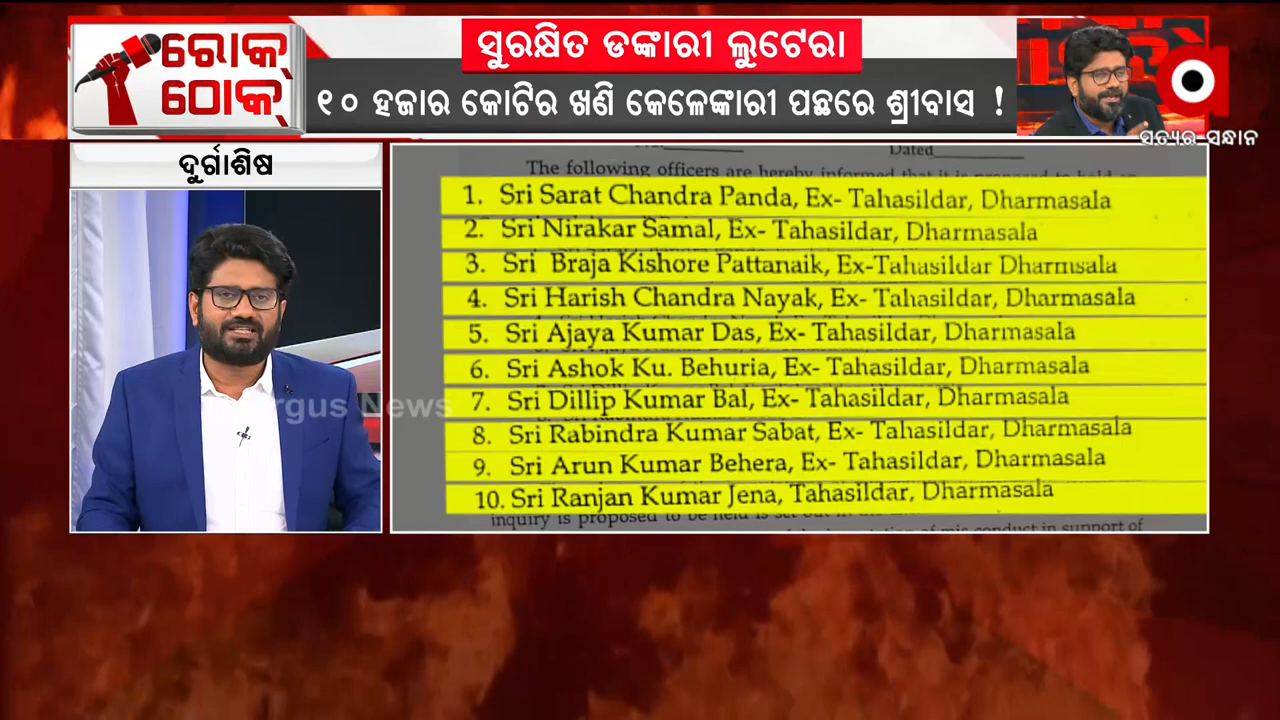 ରୋକ୍
ଠୋକ୍
ସୁରକ୍ଷିତ ଡଙ୍କାରୀ ଲୁଟେରା
୧୦ ହଜାର କୋଟିର ଖଣି କେଳେଙ୍କାରୀ ପଛରେ ଶ୍ରୀବାସ !
ସତ୍ୟର ସନ୍ଧାନ
ଦୁର୍ଗାଶିଷ
Dated
The following officers are hereby informed that it is proposed to hold an
1. Sri Sarat Chandra Panda, Ex- Tahasildar, Dharmasala
2. Sri Nirakar Samal, Ex- Tahasildar, Dharmasala
3. Sri Braja Kishore Pattanaik, Ex-Tahasildar Dharmsala
4. Sri Harish Chandra Nayak, Ex- Tahasildar, Dharmasala
5. Sri Ajaya Kumar Das, Ex- Tahasildar, Dharmasala
6. Sri Ashok Ku. Behuria, Ex- Tahasildar, Dharmasala
7. Sri Dillip Kumar Bal, Ex- Tahasildar, Dharmasala
8. Sri Rabindra Kumar Sabat, Ex- Tahasildar, Dharmasala
9. Sri Arun Kumar Behera, Ex- Tahasildar, Dharmasala
10. Sri Ranjan Kumar Jena, Tahasildar, Dharmasala
inquiry is proposed to be held is set out in the
of mis conduct in support of
rgus News